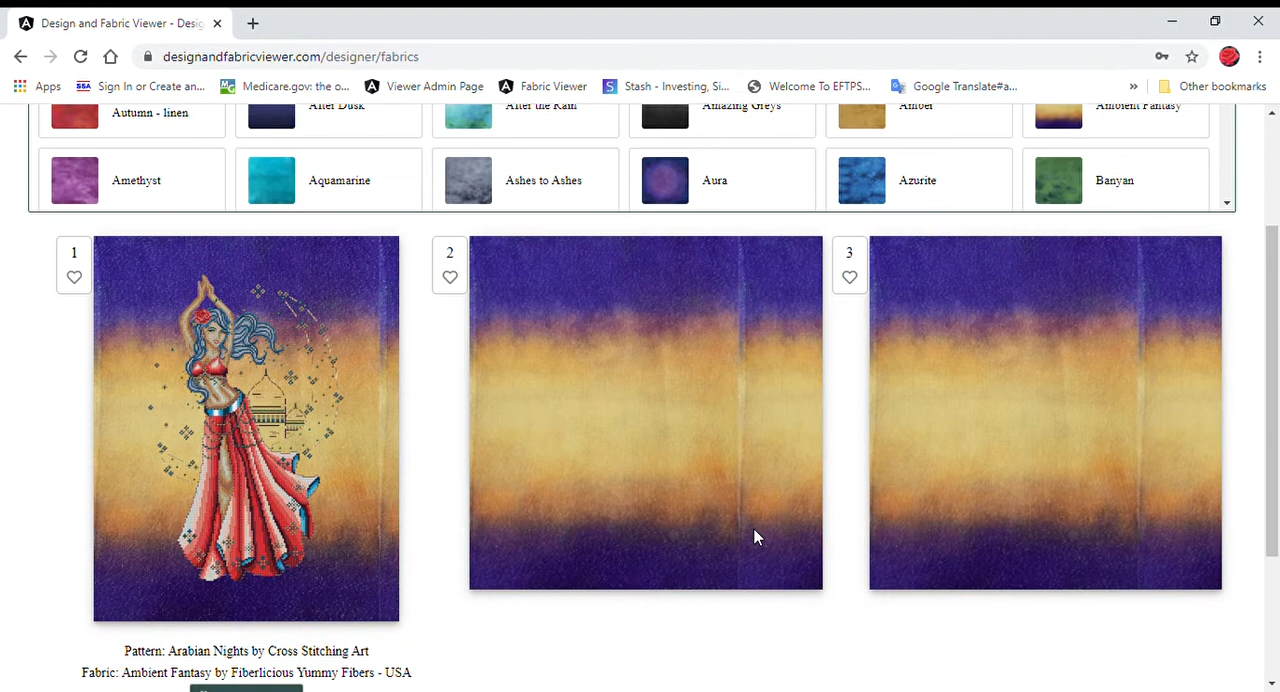 Design and Fabric Viewer - Desig
designandfabricviewer.com/designer/fabrics
Apps SSA Sign In or Create an... MG Medicare.gov: the o... Viewer Admin Page Fabric Viewer S Stash - Investing, Si... Welcome To EFTPS... Google Translate#a... » Other bookmarks
Autumn - linen After Dusk After the Rain Amazing Greys Amber Ambient Fantasy
Amethyst Aquamarine Ashes to Ashes Aura Azurite Banyan
1 2 3
Pattern: Arabian Nights by Cross Stitching Art
Fabric: Ambient Fantasy by Fiberlicious Yummy Fibers - USA